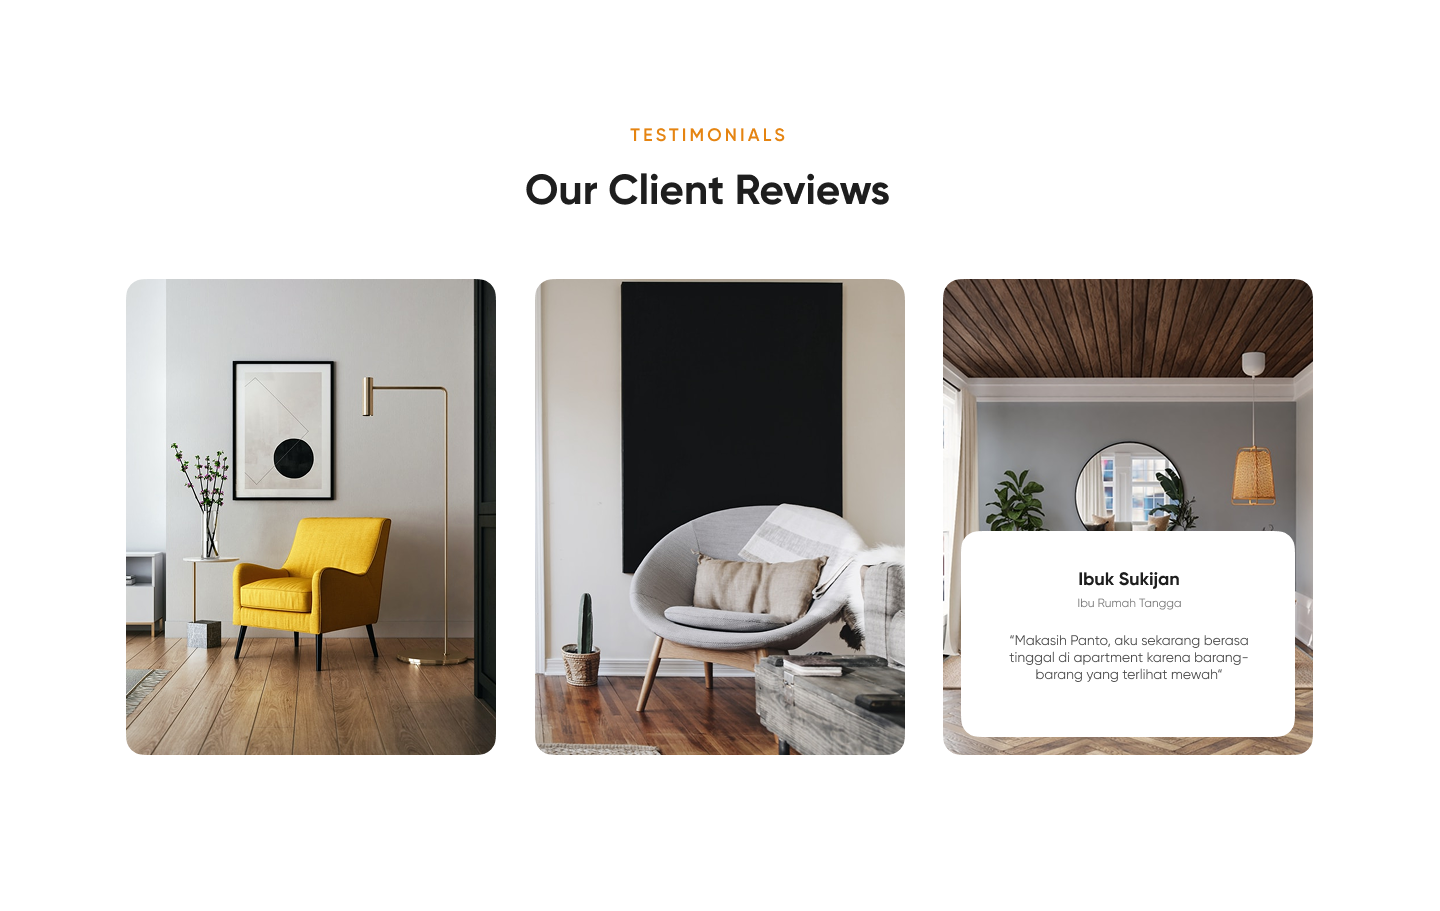 TESTIMONIALS
Our Client Reviews
Ibuk Sukijan
Ibu Rumah Tangga
“Makasih Panto, aku sekarang berasa
tinggal di apartment karena barang-
barang yang terlihat mewah“